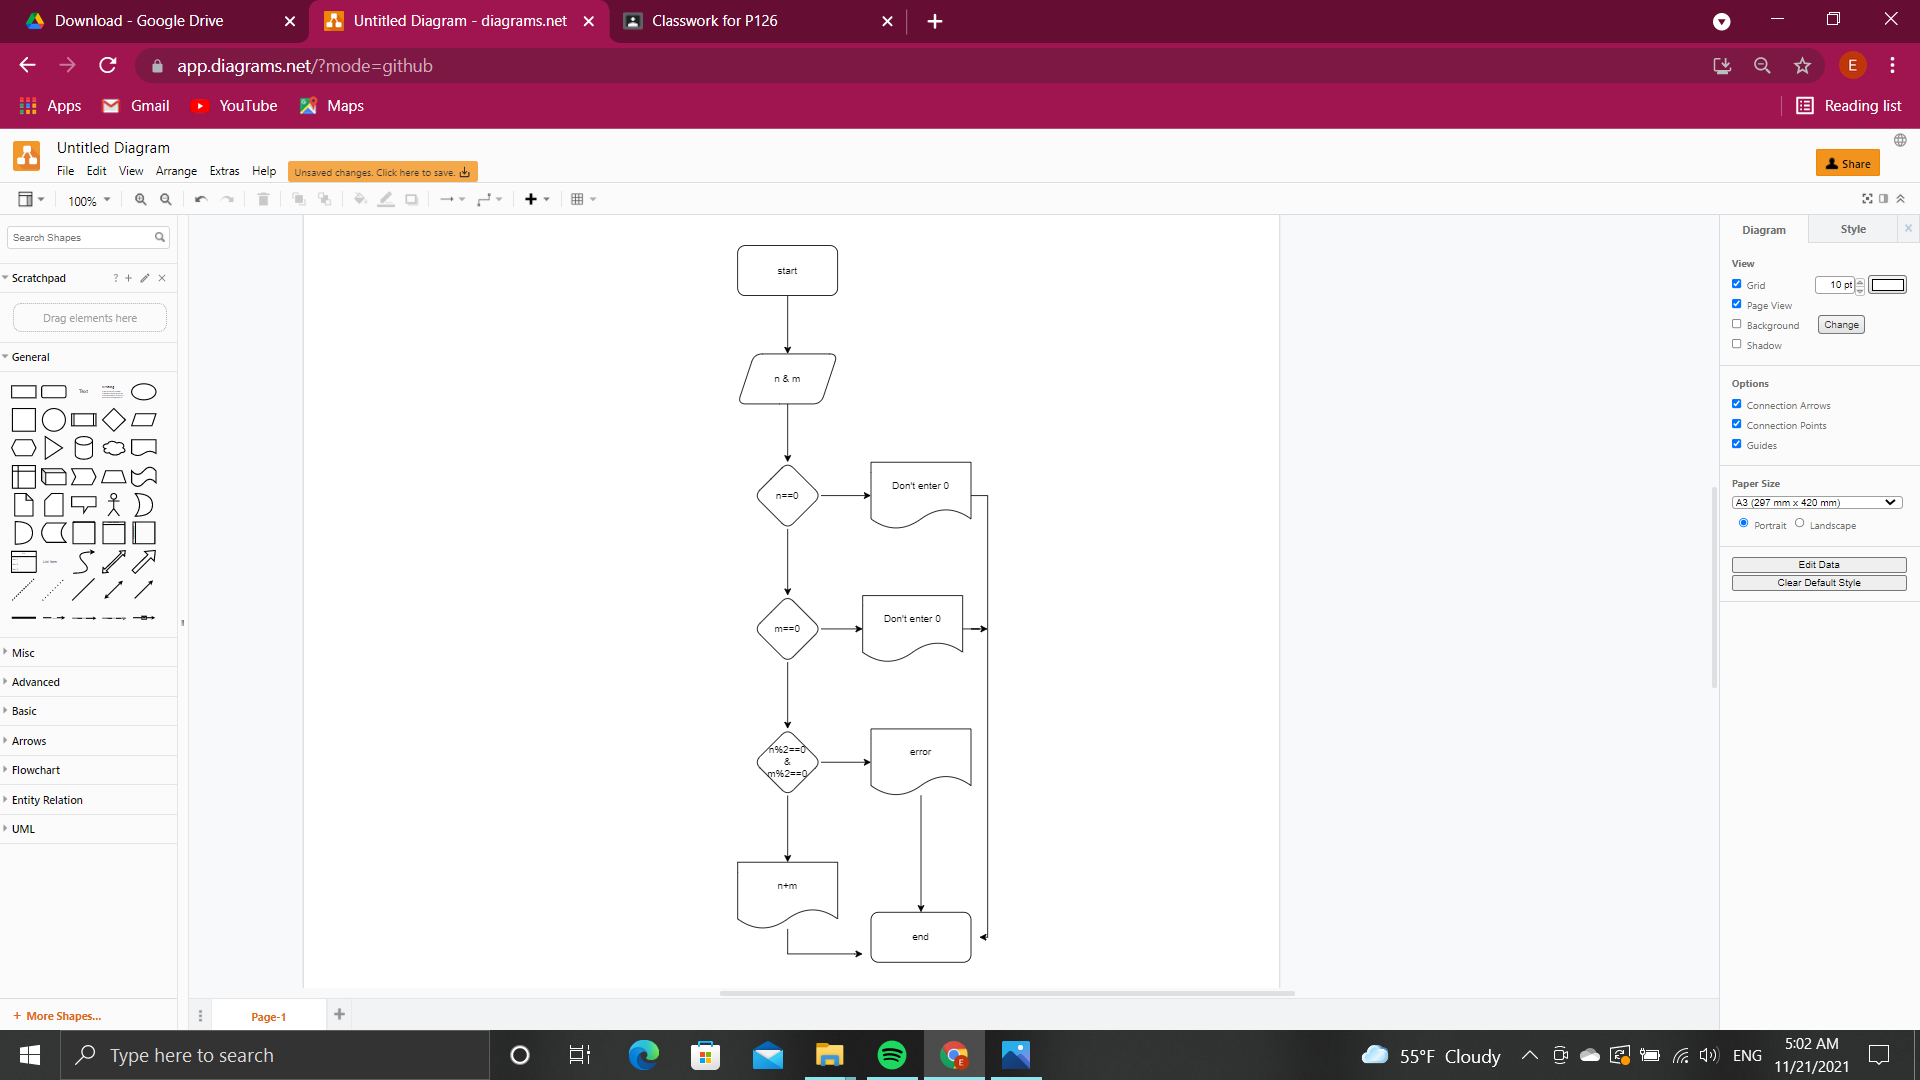 Download - Google Drive
Untitled Diagram - diagrams.net
Classwork for P126
app.diagrams.net/?mode=github
E
Apps
Gmail
YouTube
Maps
Reading list
Untitled Diagram
File Edit View Arrange Extras Help
Unsaved changes. Click here to save.
Share
100%
Search Shapes
Scratchpad
?
Drag elements here
General
Text
Heading
List Item
Misc
Advanced
Basic
Arrows
Flowchart
Entity Relation
UML
+ More Shapes...
start
n & m
n==0
Don't enter 0
m==0
Don't enter 0
n%2==0
&
m%2==0
error
n+m
end
Diagram
Style
View
Grid
10 pt
Page View
Background
Change
Shadow
Options
Connection Arrows
Connection Points
Guides
Paper Size
A3 (297 mm x 420 mm)
Portrait
Landscape
Edit Data
Clear Default Style
Page-1
Type here to search
55°F Cloudy
ENG
5:02 AM
11/21/2021